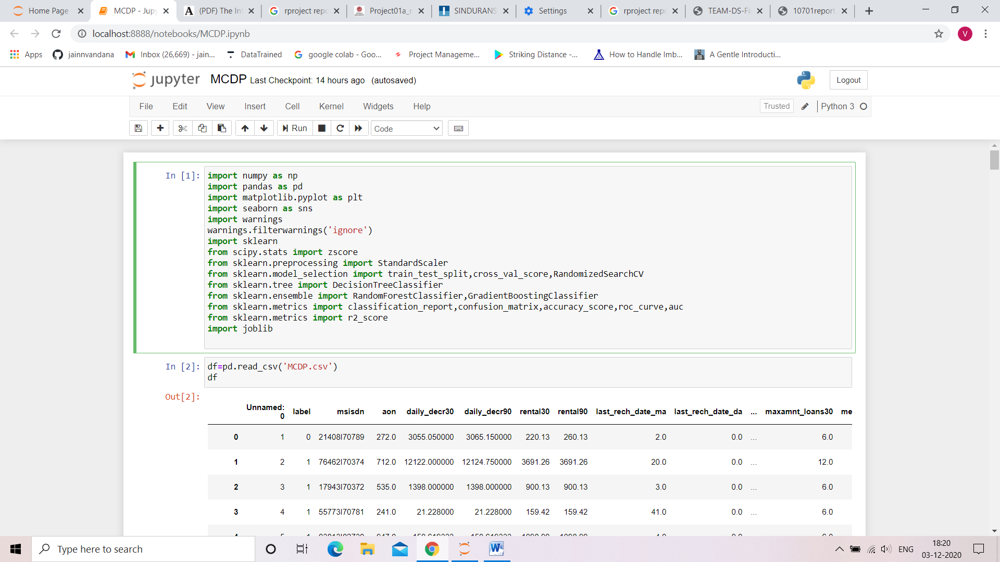 Home Page -
MCDP - Jupy
(PDF) The Int
rproject repo
Project01a_r
SINDURANS
Settings
rproject repo
TEAM-DS-Fi
10701report
localhost:8888/notebooks/MCDP.ipynb
V
Apps
jainnvandana
Inbox (26,669) - jain...
DataTrained
google colab - Goo...
Project Manageme...
Striking Distance -...
How to Handle Imb...
A Gentle Introducti...
jupyter MCDP Last Checkpoint: 14 hours ago (autosaved)
Logout
File Edit View Insert Cell Kernel Widgets Help
Trusted
Python 3
Run
Code
In [1]:
import numpy as np
import pandas as pd
import matplotlib.pyplot as plt
import seaborn as sns
import warnings
warnings.filterwarnings('ignore')
import sklearn
from scipy.stats import zscore
from sklearn.preprocessing import StandardScaler
from sklearn.model_selection import train_test_split,cross_val_score,RandomizedSearchCV
from sklearn.tree import DecisionTreeClassifier
from sklearn.ensemble import RandomForestClassifier,GradientBoostingClassifier
from sklearn.metrics import classification_report,confusion_matrix,accuracy_score,roc_curve,auc
from sklearn.metrics import r2_score
import joblib
In [2]:
df=pd.read_csv('MCDP.csv')
df
Out[2]:
Unnamed: 0 label msisdn aon daily_decr30 daily_decr90 rental30 rental90 last_rech_date_ma last_rech_date_da ... maxamnt_loans30 me
0 1 0 21408I70789 272.0 3055.050000 3065.150000 220.13 260.13 2.0 0.0 ... 6.0
1 2 1 76462I70374 712.0 12122.000000 12124.750000 3691.26 3691.26 20.0 0.0 ... 12.0
2 3 1 17943I70372 535.0 1398.000000 1398.000000 900.13 900.13 3.0 0.0 ... 6.0
3 4 1 55773I70781 241.0 21.228000 21.228000 159.42 159.42 41.0 0.0 ... 6.0
Type here to search
ENG
18:20
03-12-2020